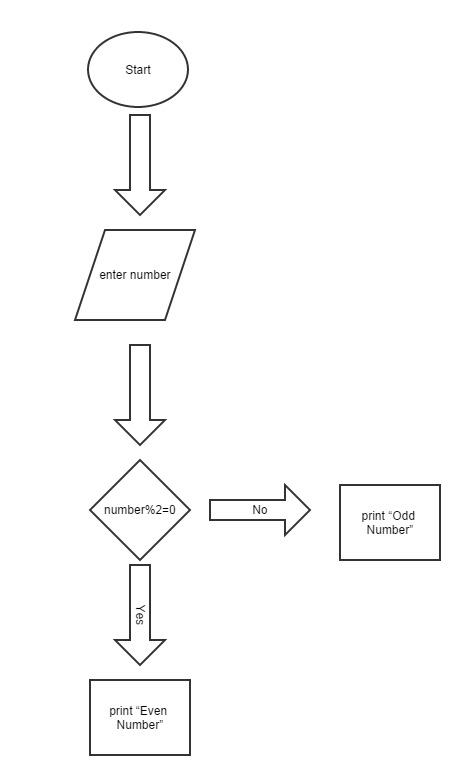 Start
enter number
number%2=0
No
print “Odd
Number”
Yes
print “Even
Number”